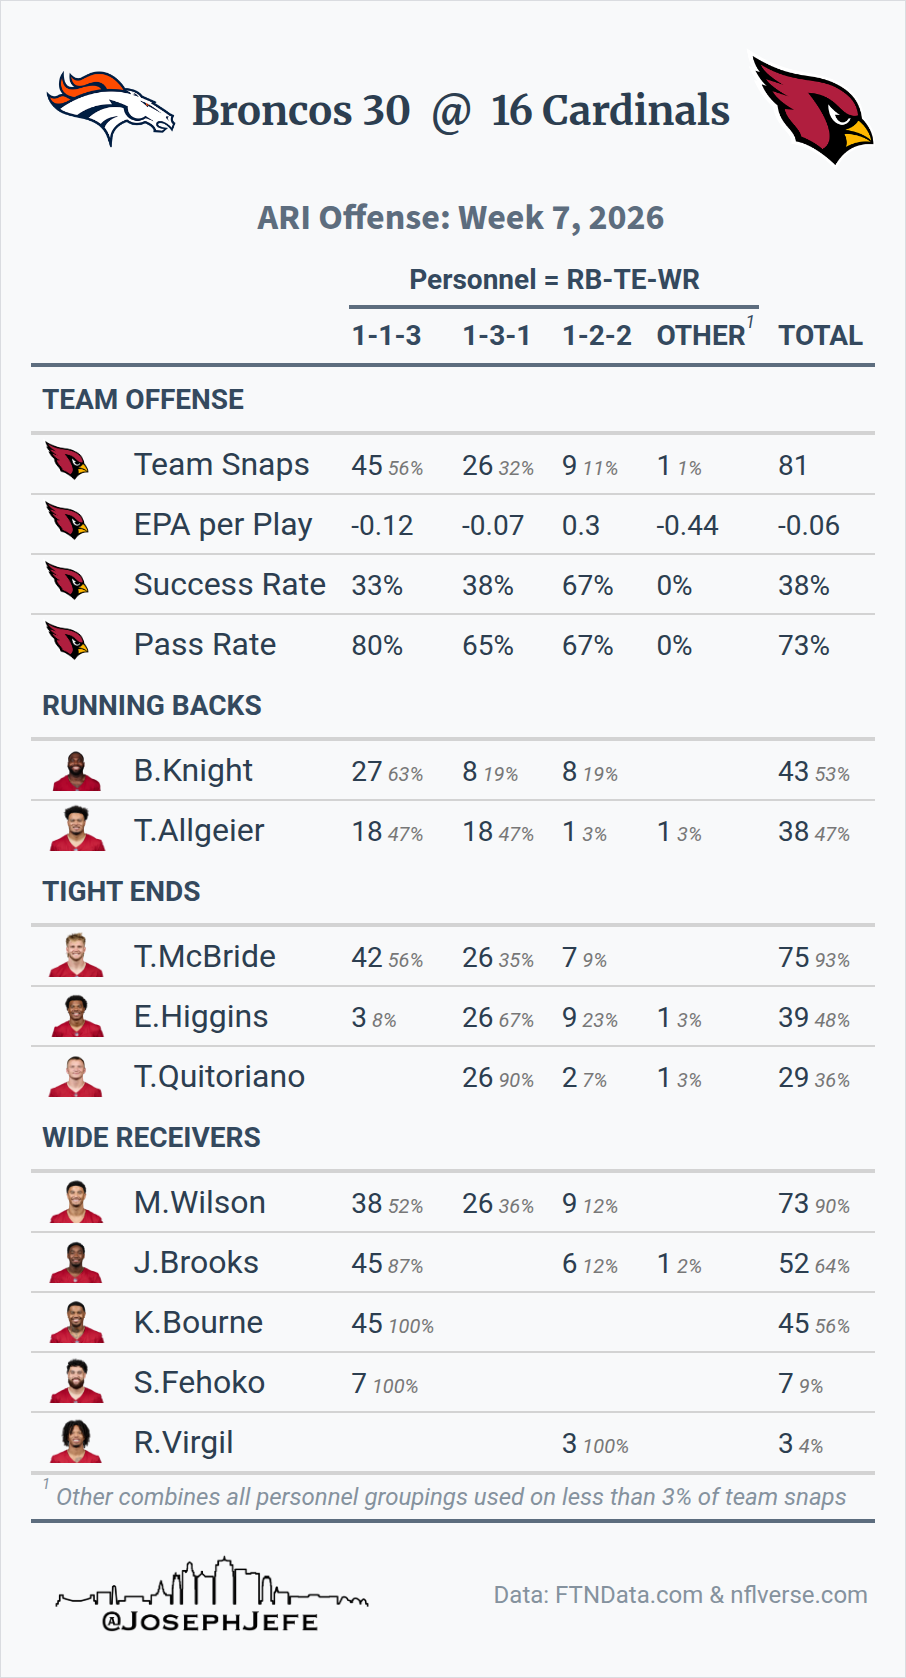 Broncos 30 @ 16 Cardinals
ARI Offense: Week 7, 2026
Personnel = RB-TE-WR
1-1-3 1-3-1 1-2-2 OTHER1 TOTAL
TEAM OFFENSE
Team Snaps 45 56% 26 32% 9 11% 1 1% 81
EPA per Play -0.12 -0.07 0.3 -0.44 -0.06
Success Rate 33% 38% 67% 0% 38%
Pass Rate 80% 65% 67% 0% 73%
RUNNING BACKS
B.Knight 27 63% 8 19% 8 19% 43 53%
T.Allgeier 18 47% 18 47% 1 3% 1 3% 38 47%
TIGHT ENDS
T.McBride 42 56% 26 35% 7 9% 75 93%
E.Higgins 3 8% 26 67% 9 23% 1 3% 39 48%
T.Quitoriano 26 90% 2 7% 1 3% 29 36%
WIDE RECEIVERS
M.Wilson 38 52% 26 36% 9 12% 73 90%
J.Brooks 45 87% 6 12% 1 2% 52 64%
K.Bourne 45 100% 45 56%
S.Fehoko 7 100% 7 9%
R.Virgil 3 100% 3 4%
1 Other combines all personnel groupings used on less than 3% of team snaps
@JOSEPHJEFE
Data: FTNData.com & nflverse.com